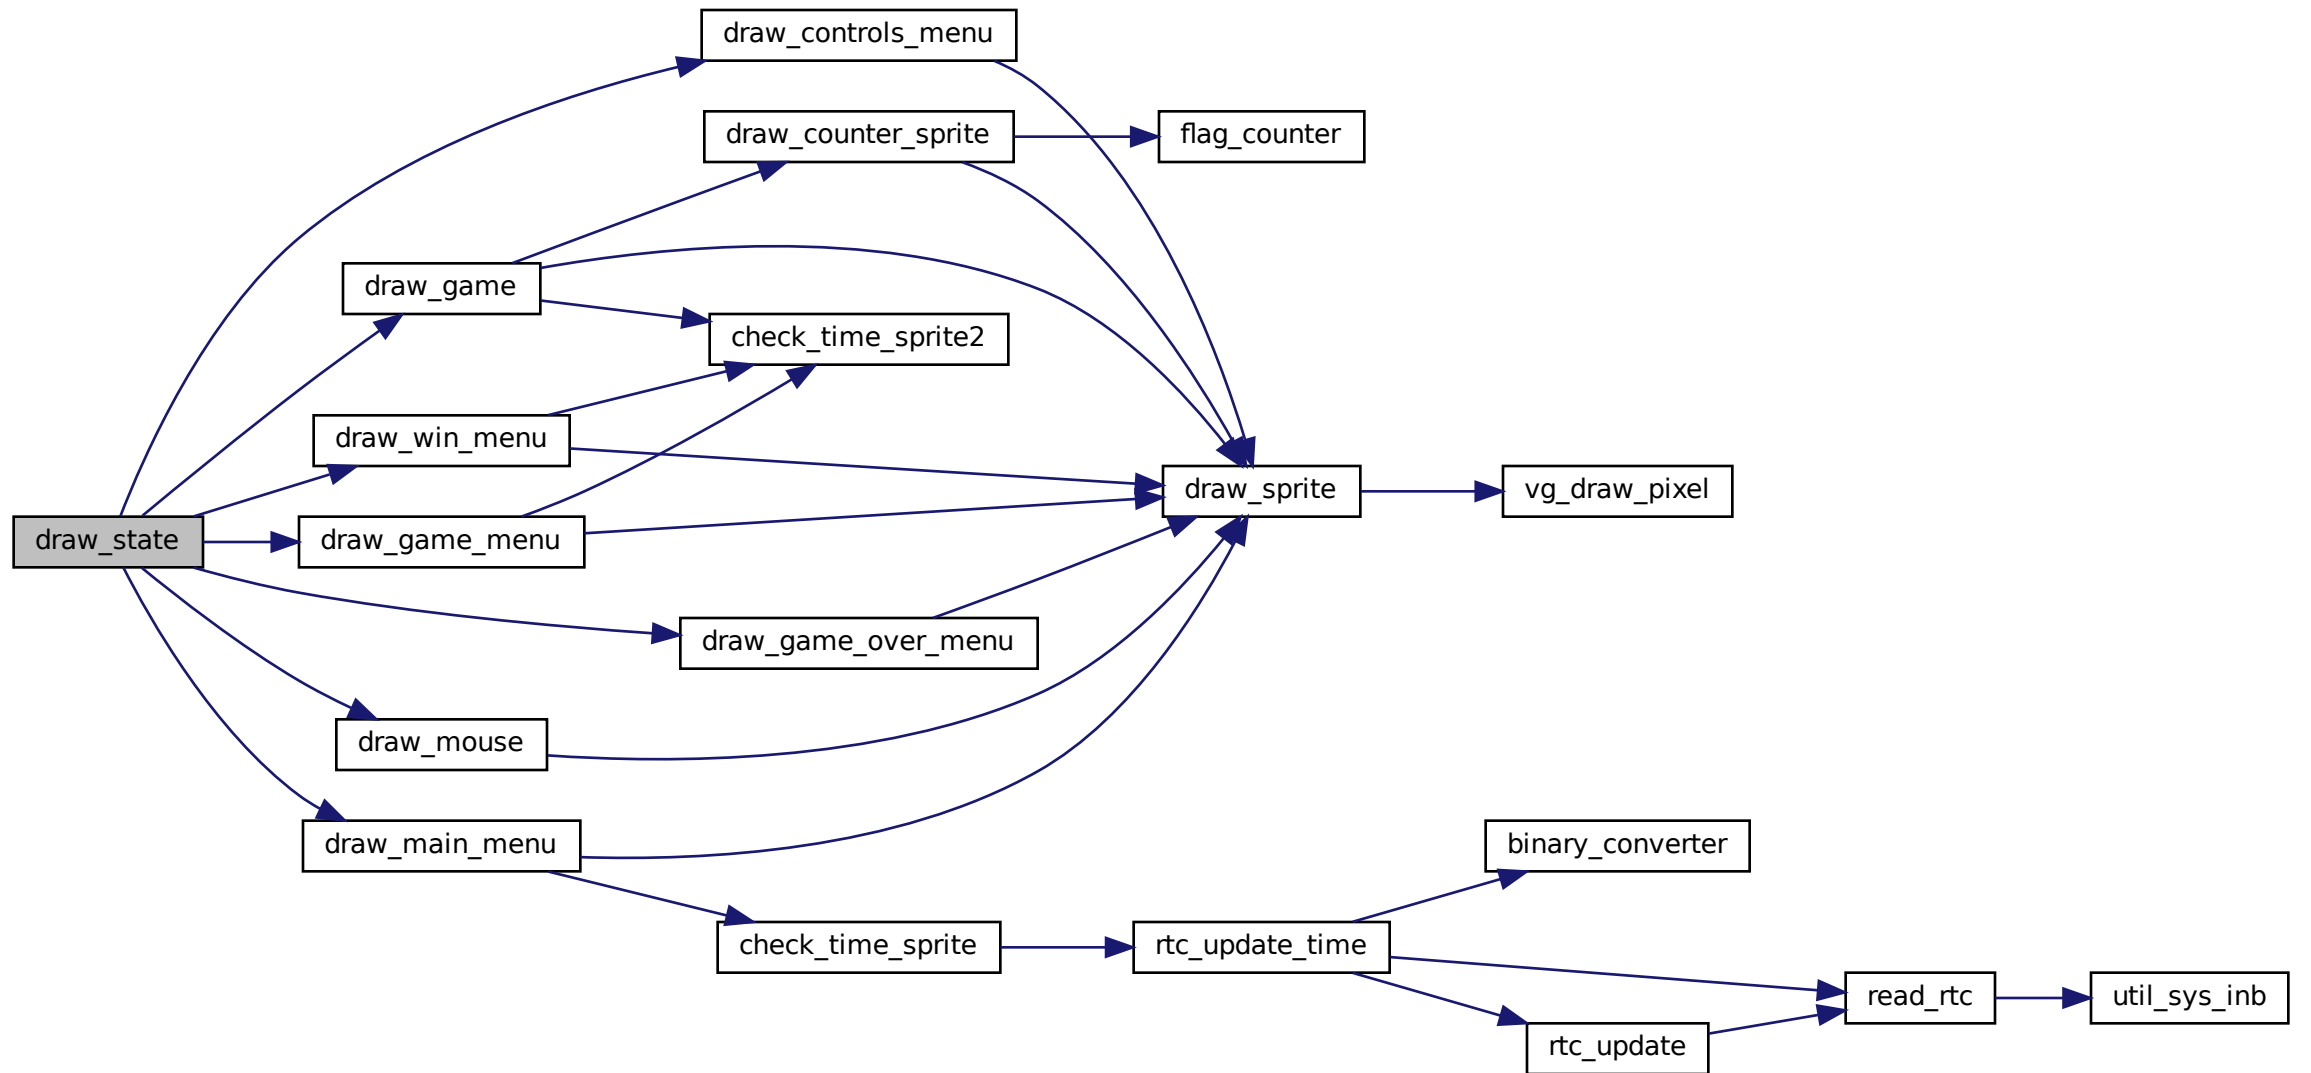 draw_controls_menu
draw_counter_sprite
flag_counter
draw_game
check_time_sprite2
draw_win_menu
draw_sprite
vg_draw_pixel
draw_state
draw_game_menu
draw_game_over_menu
draw_mouse
draw_main_menu
binary_converter
check_time_sprite
rtc_update_time
read_rtc
util_sys_inb
rtc_update